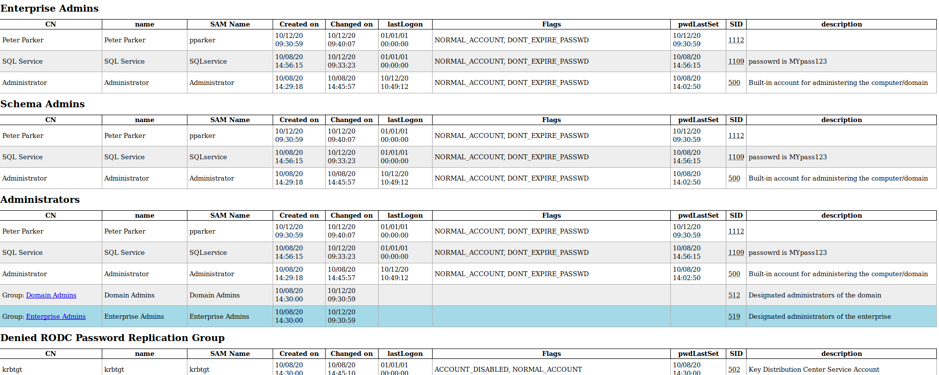 Enterprise Admins
CN name SAM Name Created on Changed on lastLogon Flags pwdLastSet SID description
Peter Parker Peter Parker pparker 10/12/20 09:30:59 10/12/20 09:40:07 01/01/01 00:00:00 NORMAL_ACCOUNT, DONT_EXPIRE_PASSWD 10/12/20 09:30:59 1112
SQL Service SQL Service SQLservice 10/08/20 14:56:15 10/12/20 09:33:23 01/01/01 00:00:00 NORMAL_ACCOUNT, DONT_EXPIRE_PASSWD 10/08/20 14:56:15 1109 passowrd is MYpass123
Administrator Administrator Administrator 10/08/20 14:29:18 10/08/20 14:45:57 10/12/20 10:49:12 NORMAL_ACCOUNT, DONT_EXPIRE_PASSWD 10/08/20 14:02:50 500 Built-in account for administering the computer/domain
Schema Admins
CN name SAM Name Created on Changed on lastLogon Flags pwdLastSet SID description
Peter Parker Peter Parker pparker 10/12/20 09:30:59 10/12/20 09:40:07 01/01/01 00:00:00 NORMAL_ACCOUNT, DONT_EXPIRE_PASSWD 10/12/20 09:30:59 1112
SQL Service SQL Service SQLservice 10/08/20 14:56:15 10/12/20 09:33:23 01/01/01 00:00:00 NORMAL_ACCOUNT, DONT_EXPIRE_PASSWD 10/08/20 14:56:15 1109 passowrd is MYpass123
Administrator Administrator Administrator 10/08/20 14:29:18 10/08/20 14:45:57 10/12/20 10:49:12 NORMAL_ACCOUNT, DONT_EXPIRE_PASSWD 10/08/20 14:02:50 500 Built-in account for administering the computer/domain
Administrators
CN name SAM Name Created on Changed on lastLogon Flags pwdLastSet SID description
Peter Parker Peter Parker pparker 10/12/20 09:30:59 10/12/20 09:40:07 01/01/01 00:00:00 NORMAL_ACCOUNT, DONT_EXPIRE_PASSWD 10/12/20 09:30:59 1112
SQL Service SQL Service SQLservice 10/08/20 14:56:15 10/12/20 09:33:23 01/01/01 00:00:00 NORMAL_ACCOUNT, DONT_EXPIRE_PASSWD 10/08/20 14:56:15 1109 passowrd is MYpass123
Administrator Administrator Administrator 10/08/20 14:29:18 10/08/20 14:45:57 10/12/20 10:49:12 NORMAL_ACCOUNT, DONT_EXPIRE_PASSWD 10/08/20 14:02:50 500 Built-in account for administering the computer/domain
Group: Domain Admins Domain Admins Domain Admins 10/08/20 14:30:00 10/12/20 09:30:59 512 Designated administrators of the domain
Group: Enterprise Admins Enterprise Admins Enterprise Admins 10/08/20 14:30:00 10/12/20 09:30:59 519 Designated administrators of the enterprise
Denied RODC Password Replication Group
CN name SAM Name Created on Changed on lastLogon Flags pwdLastSet SID description
krbtgt krbtgt krbtgt 10/08/20 14:30:00 10/08/20 14:45:10 01/01/01 00:00:00 ACCOUNT_DISABLED, NORMAL_ACCOUNT 10/08/20 14:30:00 502 Key Distribution Center Service Account